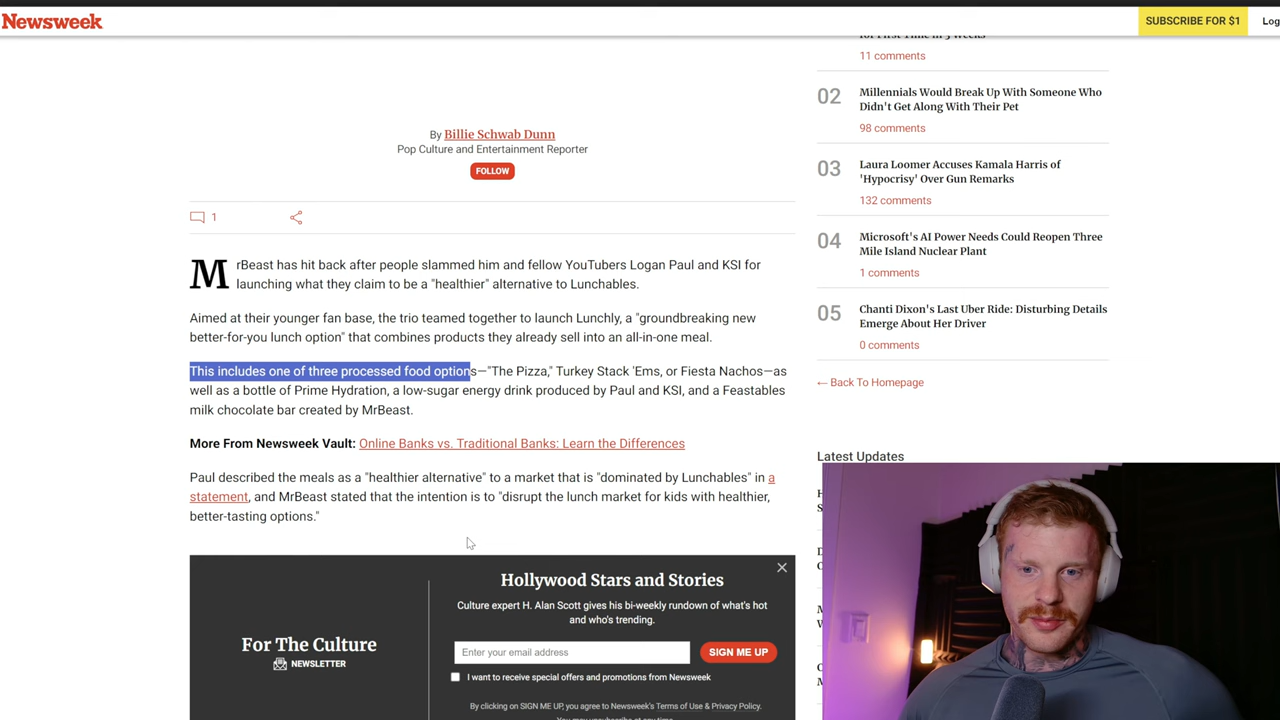 Newsweek
SUBSCRIBE FOR $1
Log
11 comments
02
Millennials Would Break Up With Someone Who
Didn't Get Along With Their Pet
98 comments
03
Laura Loomer Accuses Kamala Harris of
'Hypocrisy' Over Gun Remarks
132 comments
04
Microsoft's AI Power Needs Could Reopen Three
Mile Island Nuclear Plant
1 comments
05
Chanti Dixon's Last Uber Ride: Disturbing Details
Emerge About Her Driver
0 comments
← Back To Homepage
Latest Updates
By Billie Schwab Dunn
Pop Culture and Entertainment Reporter
FOLLOW
1
MrBeast has hit back after people slammed him and fellow YouTubers Logan Paul and KSI for
launching what they claim to be a "healthier" alternative to Lunchables.
Aimed at their younger fan base, the trio teamed together to launch Lunchly, a "groundbreaking new
better-for-you lunch option" that combines products they already sell into an all-in-one meal.
This includes one of three processed food options—"The Pizza," Turkey Stack 'Ems, or Fiesta Nachos—as
well as a bottle of Prime Hydration, a low-sugar energy drink produced by Paul and KSI, and a Feastables
milk chocolate bar created by MrBeast.
More From Newsweek Vault: Online Banks vs. Traditional Banks: Learn the Differences
Paul described the meals as a "healthier alternative" to a market that is "dominated by Lunchables" in a
statement, and MrBeast stated that the intention is to "disrupt the lunch market for kids with healthier,
better-tasting options."
For The Culture
NEWSLETTER
Hollywood Stars and Stories
Culture expert H. Alan Scott gives his bi-weekly rundown of what's hot
and who's trending.
Enter your email address
SIGN ME UP
I want to receive special offers and promotions from Newsweek
By clicking on SIGN ME UP, you agree to Newsweek's Terms of Use & Privacy Policy.
You may unsubscribe at any time.